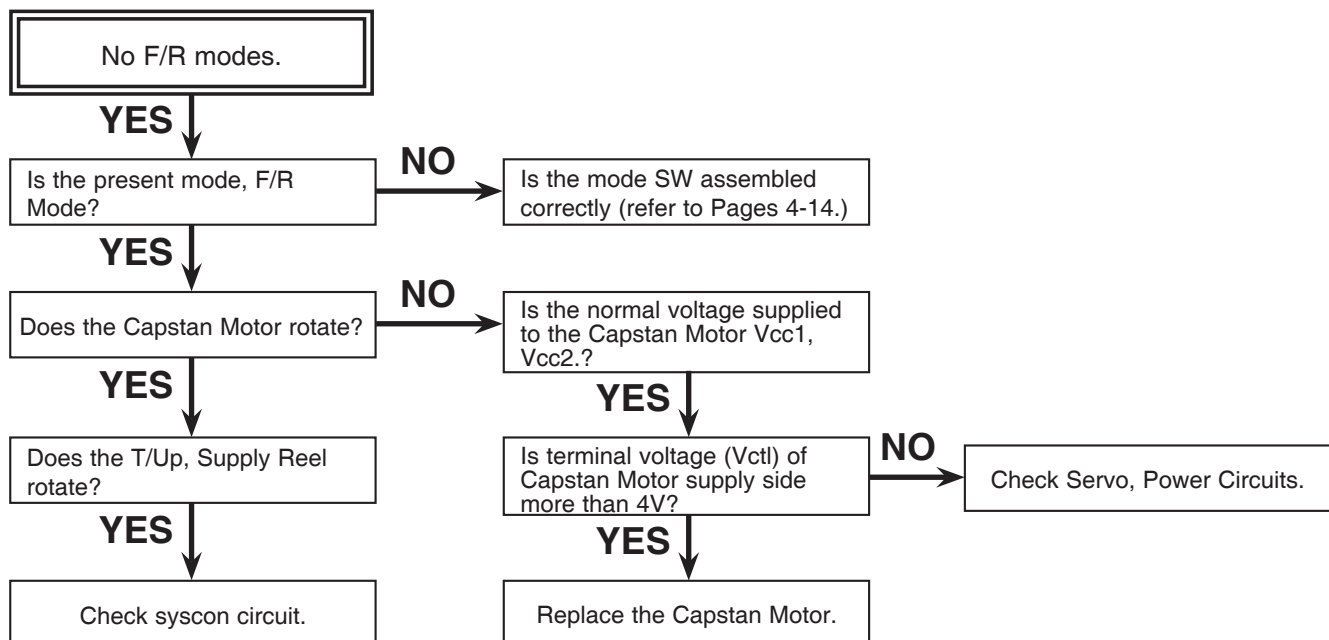 No F/R modes.
YES
Is the present mode, F/R
Mode?
NO
Is the mode SW assembled
correctly (refer to Pages 4-14.)
YES
Does the Capstan Motor rotate?
NO
Is the normal voltage supplied
to the Capstan Motor Vcc1,
Vcc2.?
YES
YES
Does the T/Up, Supply Reel
rotate?
Is terminal voltage (Vctl) of
Capstan Motor supply side
more than 4V?
NO
Check Servo, Power Circuits.
YES
YES
Check syscon circuit.
Replace the Capstan Motor.